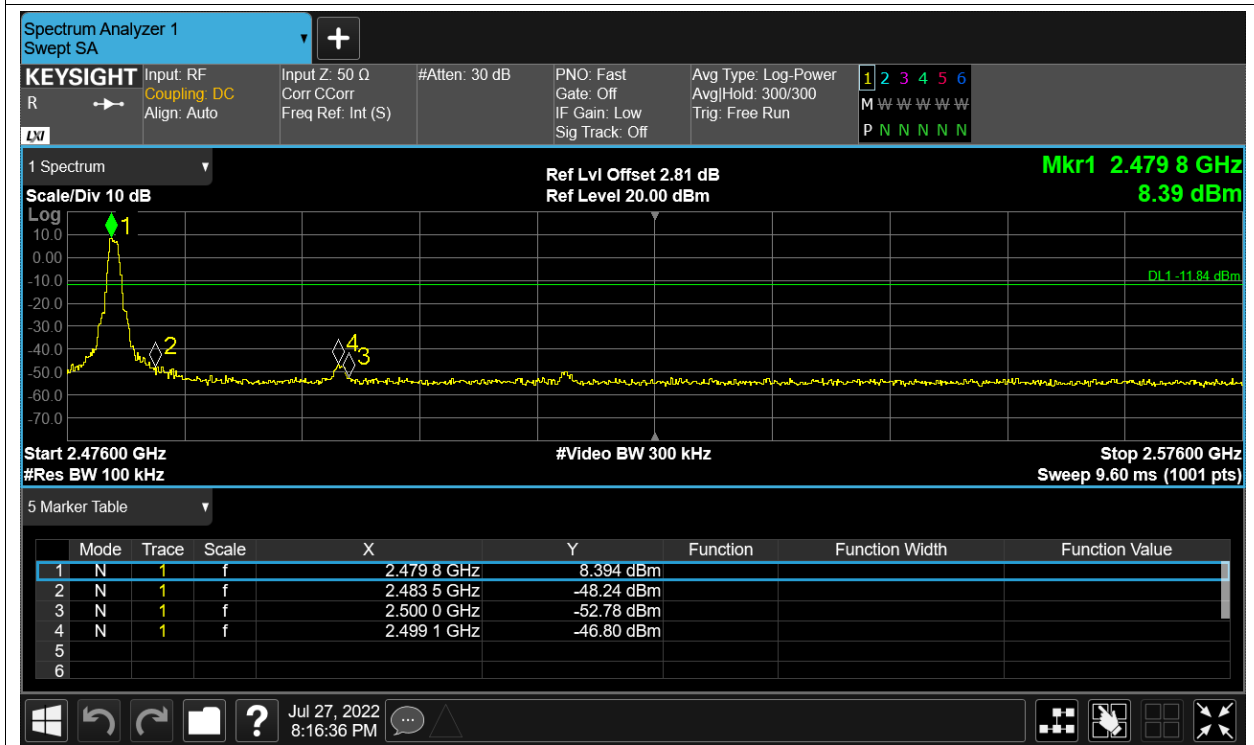 Spectrum Analyzer 1
Swept SA
KEYSIGHT
R
LXI
Input: RF
Coupling: DC
Align: Auto
Input Z: 50 Ω
Corr CCorr
Freq Ref: Int (S)
#Atten: 30 dB
PNO: Fast
Gate: Off
IF Gain: Low
Sig Track: Off
Avg Type: Log-Power
Avg|Hold: 300/300
Trig: Free Run
1 2 3 4 5 6
M W W W W W
P N N N N N
1 Spectrum
Scale/Div 10 dB
Ref Lvl Offset 2.81 dB
Ref Level 20.00 dBm
Mkr1 2.479 8 GHz
8.39 dBm
Log
10.0
0.00
-10.0
-20.0
-30.0
-40.0
-50.0
-60.0
-70.0
1
2
4
3
DL1 -11.84 dBm
Start 2.47600 GHz
#Res BW 100 kHz
#Video BW 300 kHz
Stop 2.57600 GHz
Sweep 9.60 ms (1001 pts)
5 Marker Table
Mode Trace Scale X Y Function Function Width Function Value
1 N 1 f 2.479 8 GHz 8.394 dBm
2 N 1 f 2.483 5 GHz -48.24 dBm
3 N 1 f 2.500 0 GHz -52.78 dBm
4 N 1 f 2.499 1 GHz -46.80 dBm
5
6
?
Jul 27, 2022
8:16:36 PM